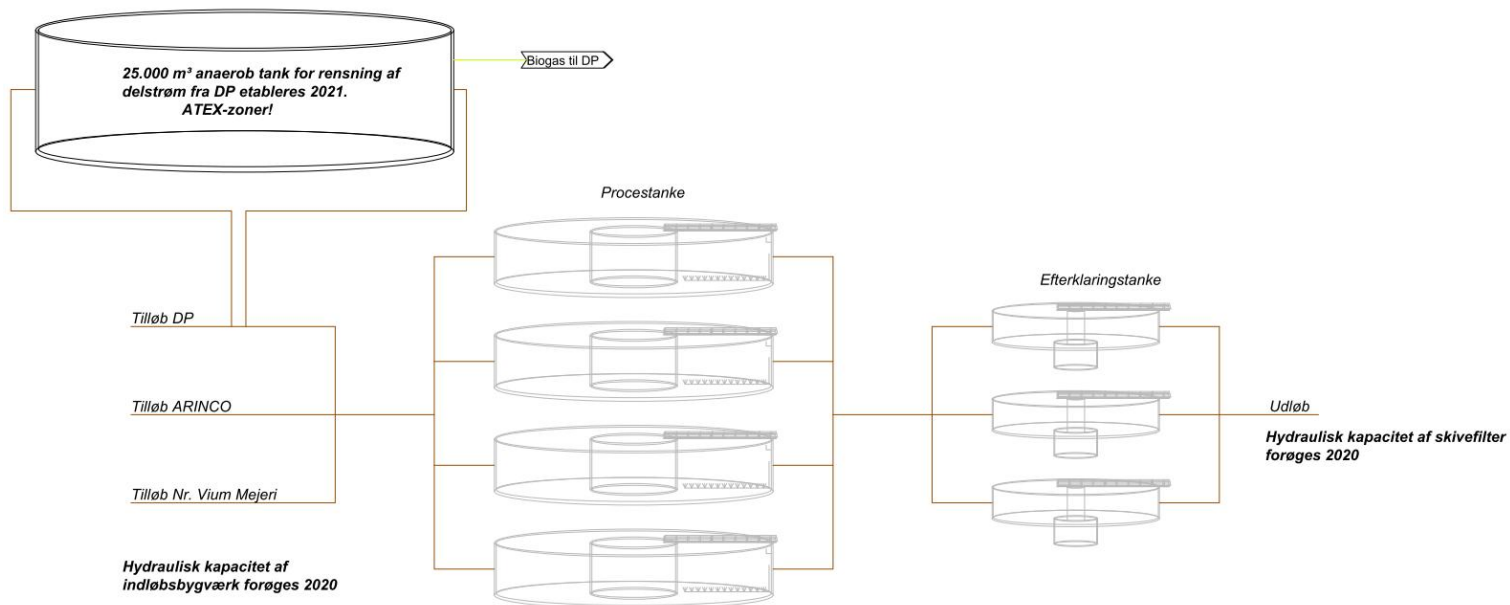 Biogas til DP
25.000 m³ anaerob tank for rensning af
delstrøm fra DP etableres 2021.
ATEX-zoner!
Procestanke
Efterklaringstanke
Tilløb DP
Tilløb ARINCO
Udløb
Hydraulisk kapacitet af skivefilter
forøges 2020
Tilløb Nr. Vium Mejeri
Hydraulisk kapacitet af
indløbsbygværk forøges 2020